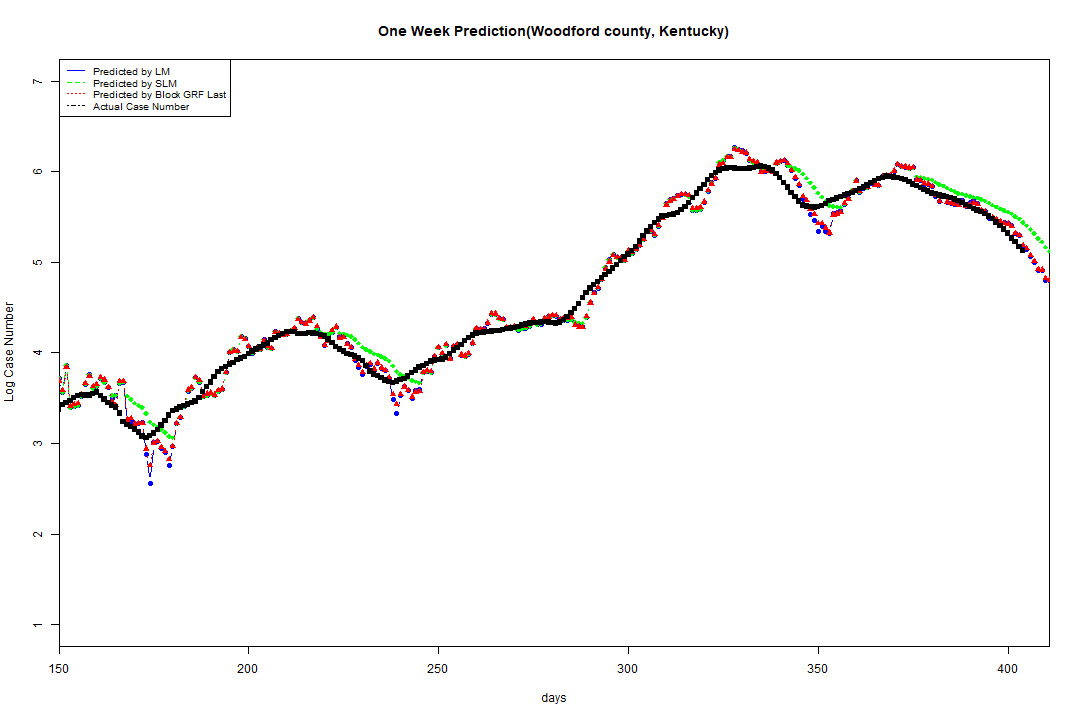 One Week Prediction(Woodford county, Kentucky)
Predicted by LM
Predicted by SLM
Predicted by Block GRF Last
Actual Case Number
7
6
5
4
3
2
1
Log Case Number
150 200 250 300 350 400
days